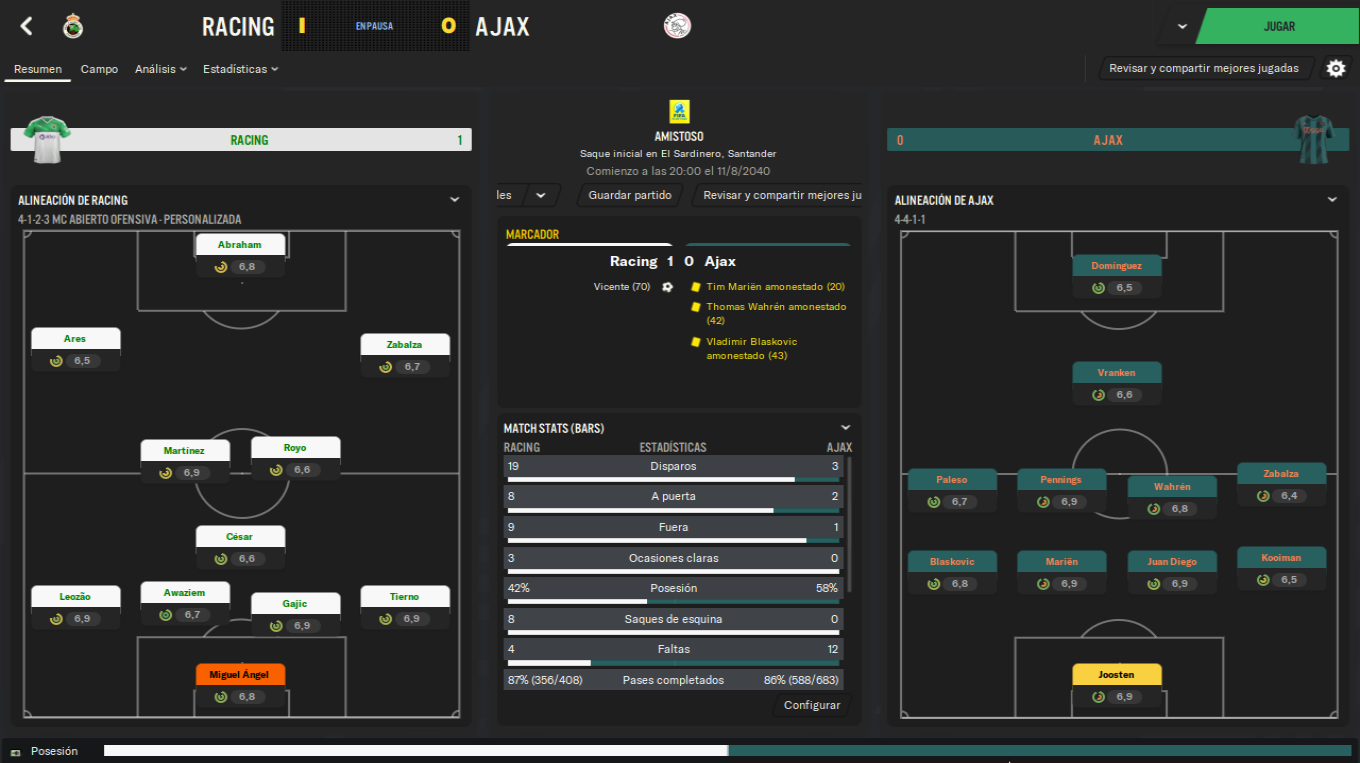 RACING
1
EN PAUSA
0
AJAX
JUGAR
Resumen
Campo
Análisis
Estadísticas
Revisar y compartir mejores jugadas
RACING
1
AMISTOSO
Saque inicial en El Sardinero, Santander
Comienzo a las 20:00 el 11/8/2040
0
AJAX
les
Guardar partido
Revisar y compartir mejores ju
ALINEACIÓN DE RACING
4-1-2-3 MC ABIERTO OFENSIVA - PERSONALIZADA
Abraham
6,8
Ares
6,5
Zabalza
6,7
Martínez
6,9
Royo
6,6
César
6,6
Leozão
6,9
Awaziem
6,7
Gajic
6,9
Tierno
6,9
Miguel Ángel
6,8
MARCADOR
Racing 1 0 Ajax
Vicente (70)
Tim Mariën amonestado (20)
Thomas Wahrén amonestado
(42)
Vladimir Blaskovic
amonestado (43)
MATCH STATS (BARS)
RACING ESTADÍSTICAS AJAX
19 Disparos 3
8 A puerta 2
9 Fuera 1
3 Ocasiones claras 0
42% Posesión 58%
8 Saques de esquina 0
4 Faltas 12
87% (356/408) Pases completados 86% (588/683)
Configurar
ALINEACIÓN DE AJAX
4-4-1-1
Domínguez
6,5
Vranken
6,6
Paleso
6,7
Pennings
6,9
Wahrén
6,8
Zabalza
6,4
Blaskovic
6,8
Mariën
6,9
Juan Diego
6,9
Kooiman
6,5
Joosten
6,9
Posesión